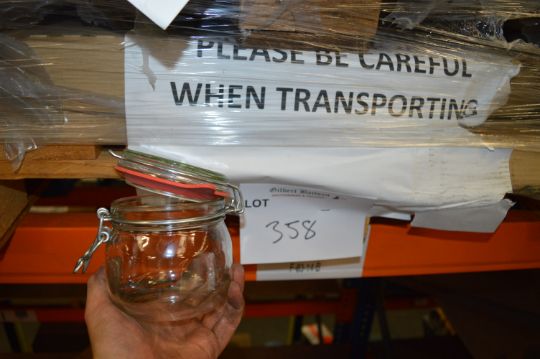 PLEASE BE CAREFUL
WHEN TRANSPORTING
LOT
358